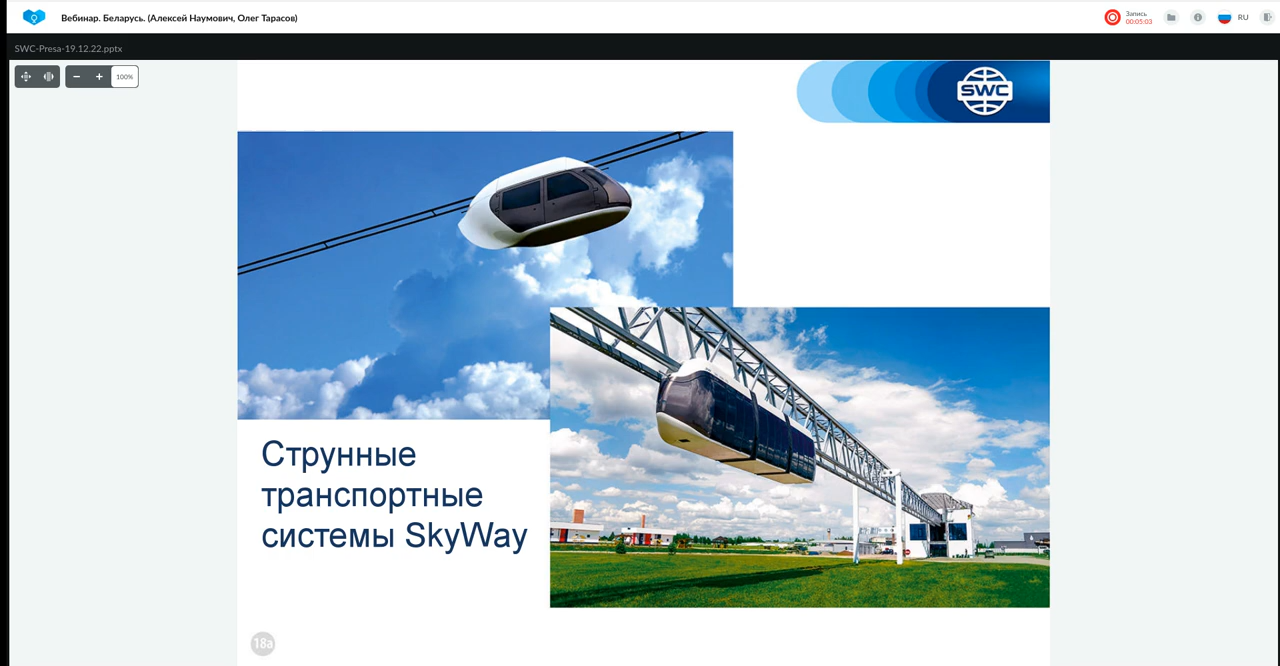 Вебинар. Беларусь. (Алексей Наумович, Олег Тарасов)
Запись
00:05:03
RU
SWC-Presa-19.12.22.pptx
100%
SWC
Струнные
транспортные
системы SkyWay
18a